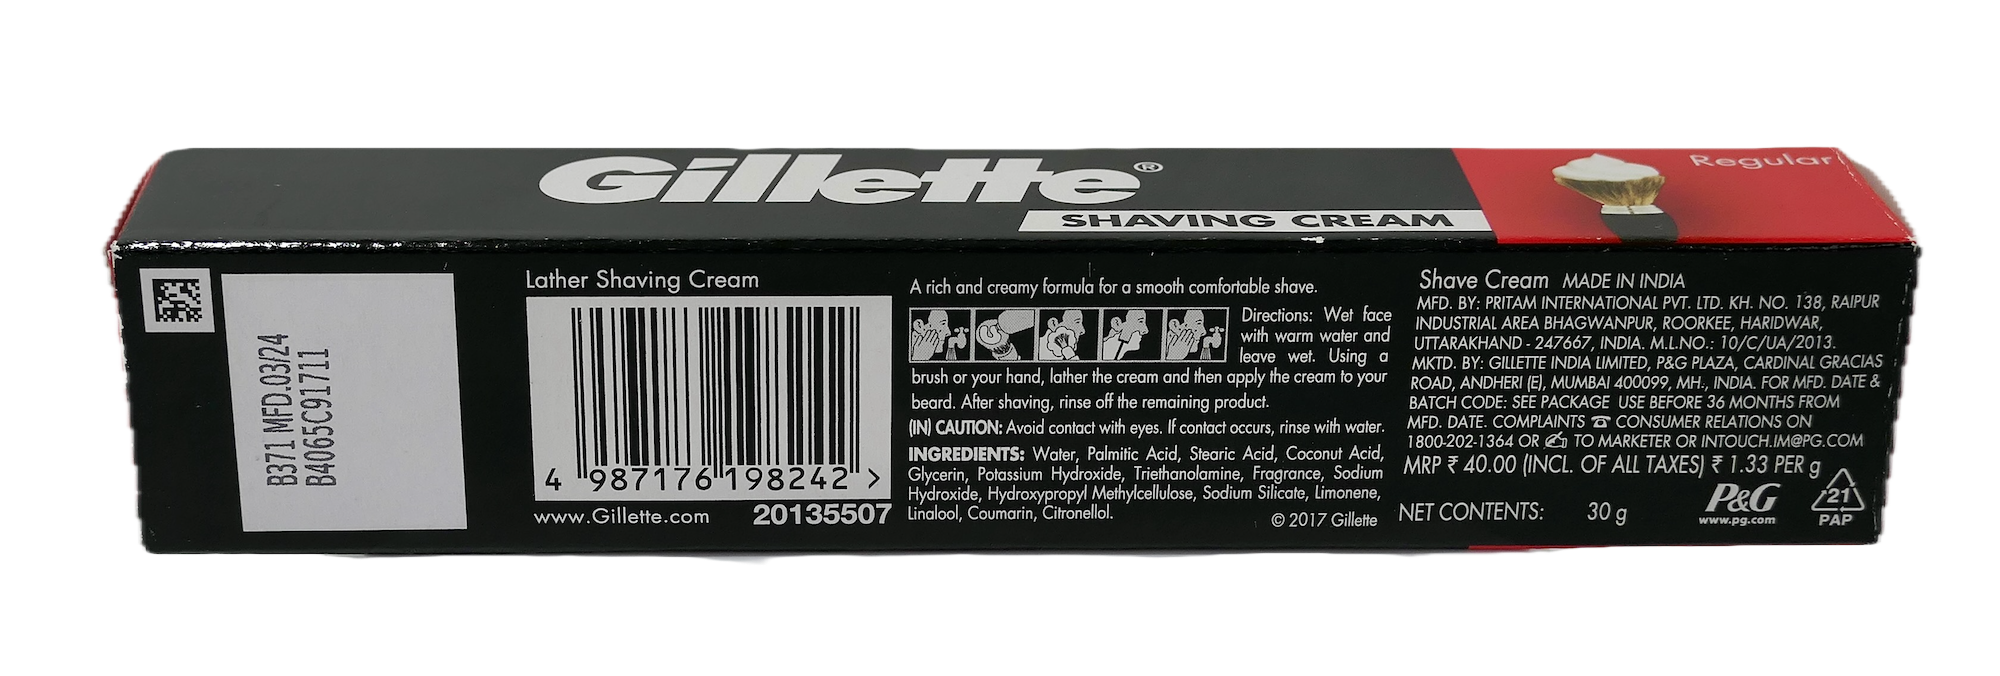 Gillette®
SHAVING CREAM
Regular
B371 MFD.03/24
B4065C91711
Lather Shaving Cream
4 987176 198242 >
www.Gillette.com 20135507
A rich and creamy formula for a smooth comfortable shave.
Directions: Wet face
with warm water and
leave wet. Using a
brush or your hand, lather the cream and then apply the cream to your
beard. After shaving, rinse off the remaining product.
(IN) CAUTION: Avoid contact with eyes. If contact occurs, rinse with water.
INGREDIENTS: Water, Palmitic Acid, Stearic Acid, Coconut Acid,
Glycerin, Potassium Hydroxide, Triethanolamine, Fragrance, Sodium
Hydroxide, Hydroxypropyl Methylcellulose, Sodium Silicate, Limonene,
Linalool, Coumarin, Citronellol.
© 2017 Gillette
Shave Cream MADE IN INDIA
MFD. BY: PRITAM INTERNATIONAL PVT. LTD. KH. NO. 138, RAIPUR
INDUSTRIAL AREA BHAGWANPUR, ROORKEE, HARIDWAR,
UTTARAKHAND - 247667, INDIA. M.L.NO.: 10/C/UA/2013.
MKTD. BY: GILLETTE INDIA LIMITED, P&G PLAZA, CARDINAL GRACIAS
ROAD, ANDHERI (E), MUMBAI 400099, MH., INDIA. FOR MFD. DATE &
BATCH CODE: SEE PACKAGE USE BEFORE 36 MONTHS FROM
MFD. DATE. COMPLAINTS ☎ CONSUMER RELATIONS ON
1800-202-1364 OR ✍ TO MARKETER OR INTOUCH.IM@PG.COM
MRP ₹ 40.00 (INCL. OF ALL TAXES) ₹ 1.33 PER g
NET CONTENTS: 30 g
P&G
www.pg.com
21
PAP